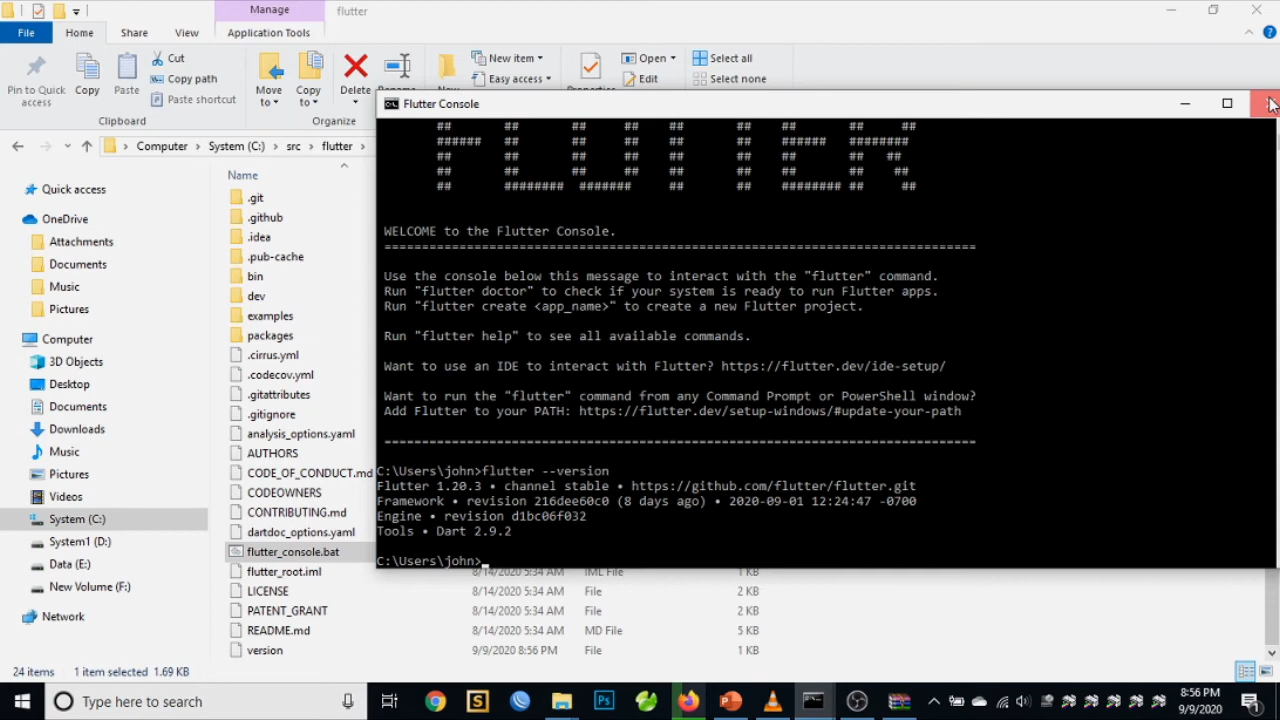 Manage
flutter
File
Home
Share
View
Application Tools
Pin to Quick access
Copy
Paste
Cut
Copy path
Paste shortcut
Clipboard
Move to
Copy to
Delete
Organize
New item
Easy access
Open
Edit
Select all
Select none
Flutter Console
Computer
System (C:)
src
flutter
Name
Quick access
OneDrive
Attachments
Documents
Music
Pictures
Computer
3D Objects
Desktop
Documents
Downloads
Music
Pictures
Videos
System (C:)
System1 (D:)
Data (E:)
New Volume (F:)
Network
.git
.github
.idea
.pub-cache
bin
dev
examples
packages
.cirrus.yml
.codecov.yml
.gitattributes
.gitignore
analysis_options.yaml
AUTHORS
CODE_OF_CONDUCT.md
CODEOWNERS
CONTRIBUTING.md
dartdoc_options.yaml
flutter_console.bat
flutter_root.iml 8/14/2020 5:34 AM IML File 1 KB
LICENSE 8/14/2020 5:34 AM File 2 KB
PATENT_GRANT 8/14/2020 5:34 AM File 2 KB
README.md 8/14/2020 5:34 AM MD File 5 KB
version 9/9/2020 8:56 PM File 1 KB
FLUTTER
WELCOME to the Flutter Console.
================================================================================
Use the console below this message to interact with the "flutter" command.
Run "flutter doctor" to check if your system is ready to run Flutter apps.
Run "flutter create <app_name>" to create a new Flutter project.
Run "flutter help" to see all available commands.
Want to use an IDE to interact with Flutter? https://flutter.dev/ide-setup/
Want to run the "flutter" command from any Command Prompt or PowerShell window?
Add Flutter to your PATH: https://flutter.dev/setup-windows/#update-your-path
================================================================================
C:\Users\john>flutter --version
Flutter 1.20.3 • channel stable • https://github.com/flutter/flutter.git
Framework • revision 216dee60c0 (8 days ago) • 2020-09-01 12:24:47 -0700
Engine • revision d1bc06f032
Tools • Dart 2.9.2
C:\Users\john>
24 items 1 item selected 1.69 KB
Type here to search
8:56 PM
9/9/2020